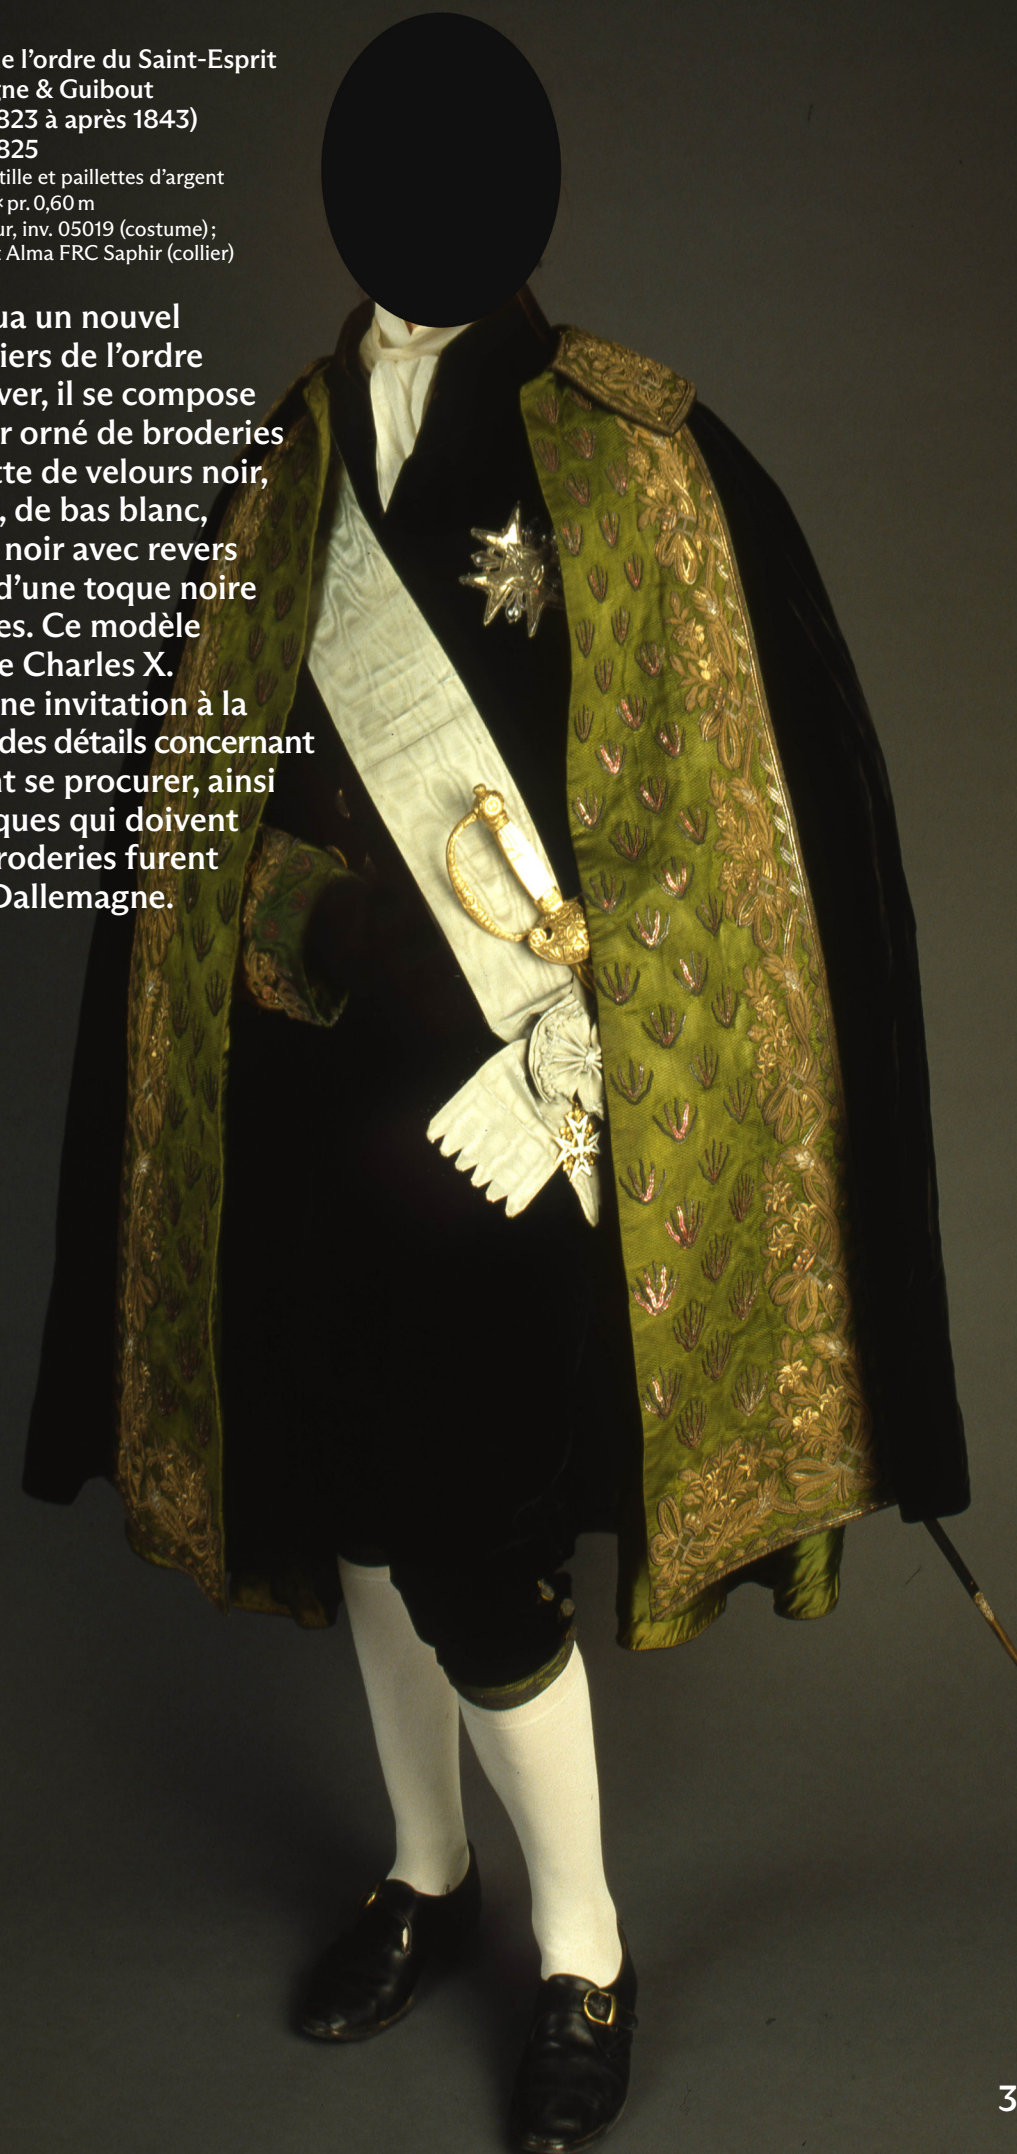 e l’ordre du Saint-Esprit
gne & Guibout
823 à après 1843)
825
tille et paillettes d’argent
× pr. 0,60 m
ur, inv. 05019 (costume) ;
t Alma FRC Saphir (collier)
ua un nouvel
iers de l’ordre
ver, il se compose
r orné de broderies
tte de velours noir,
, de bas blanc,
noir avec revers
d’une toque noire
es. Ce modèle
e Charles X.
ne invitation à la
des détails concernant
nt se procurer, ainsi
ques qui doivent
roderies furent
Dallemagne.
3